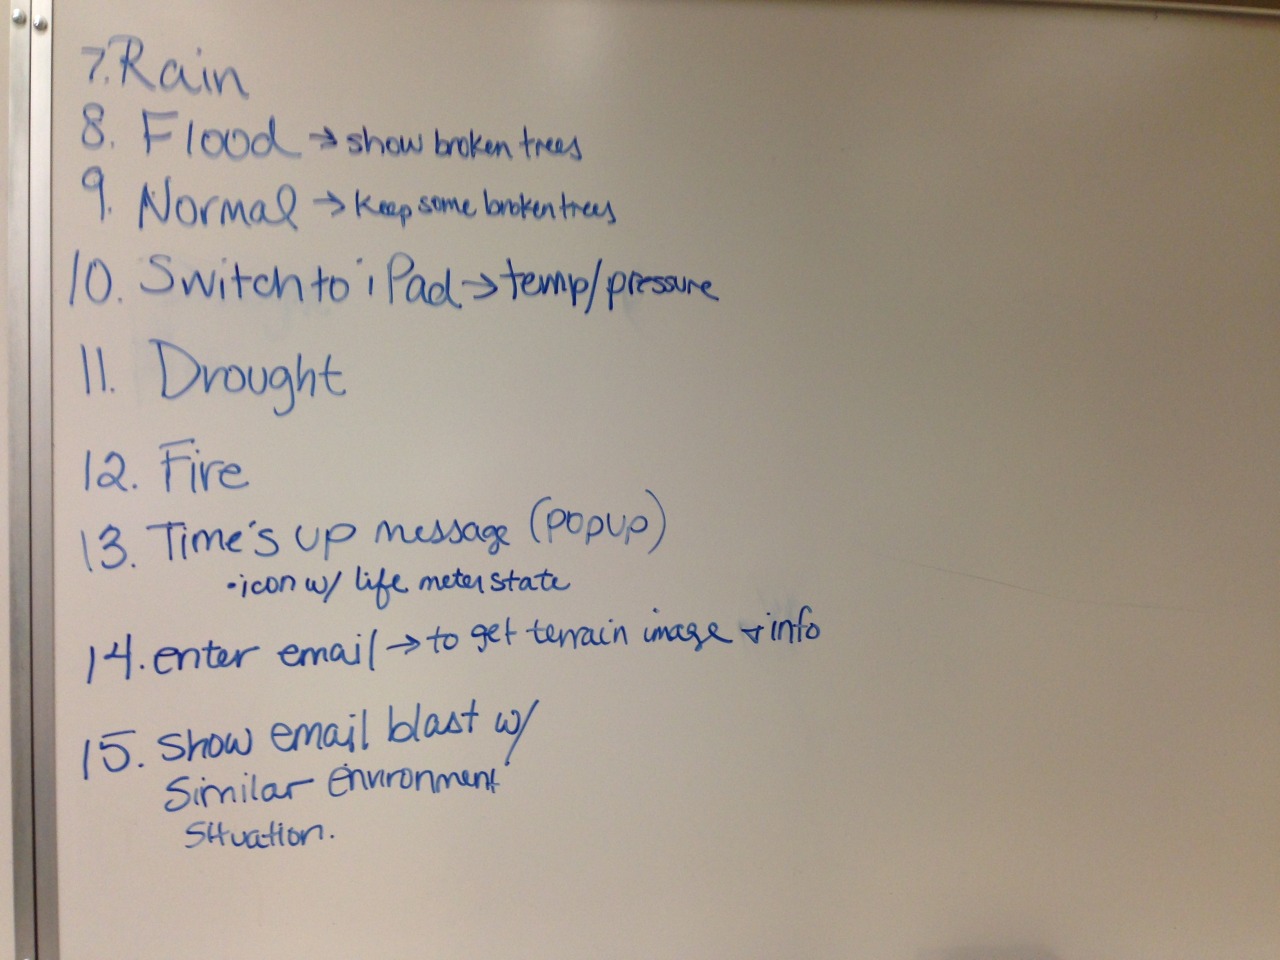 7. Rain
8. Flood → show broken trees
9. Normal → Keep some broken trees
10. Switch to iPad → temp/pressure
11. Drought
12. Fire
13. Time's up message (popup)
• icon w/ life meter state
14. enter email → to get terrain image + info
15. Show email blast w/
Similar environment
Situation.